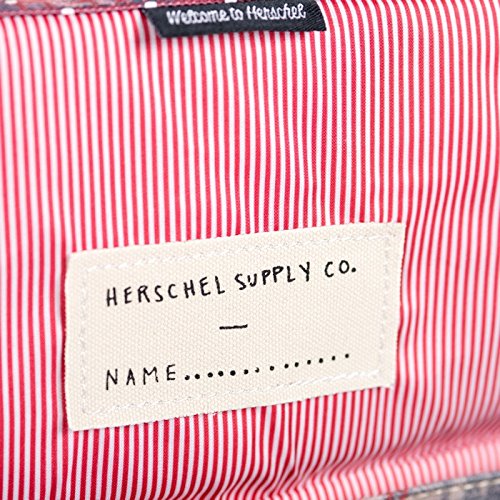 Welcome to Herschel
HERSCHEL SUPPLY CO.
—
NAME...............